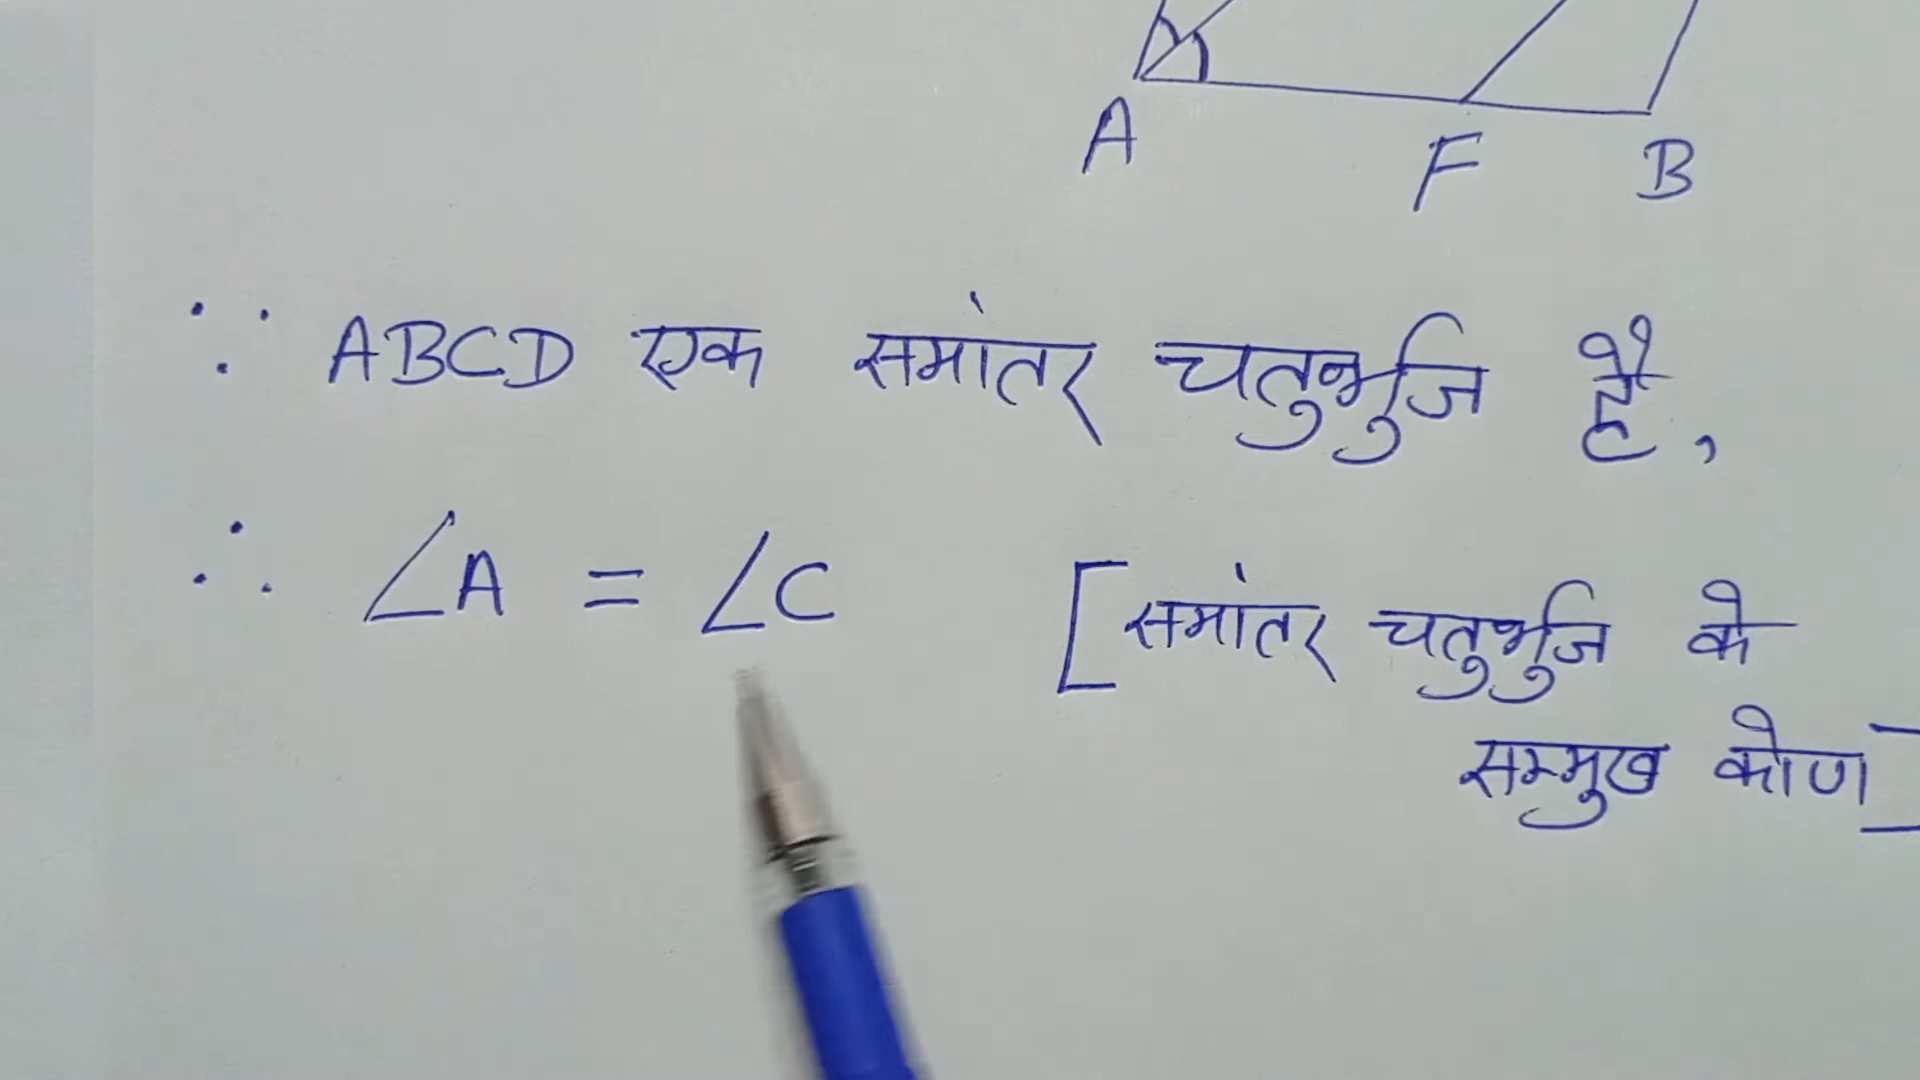 A F B
∵ ABCD एक समांतर चतुर्भुज है,
∴ ∠A = ∠C [समांतर चतुर्भुज के
सम्मुख कोण]